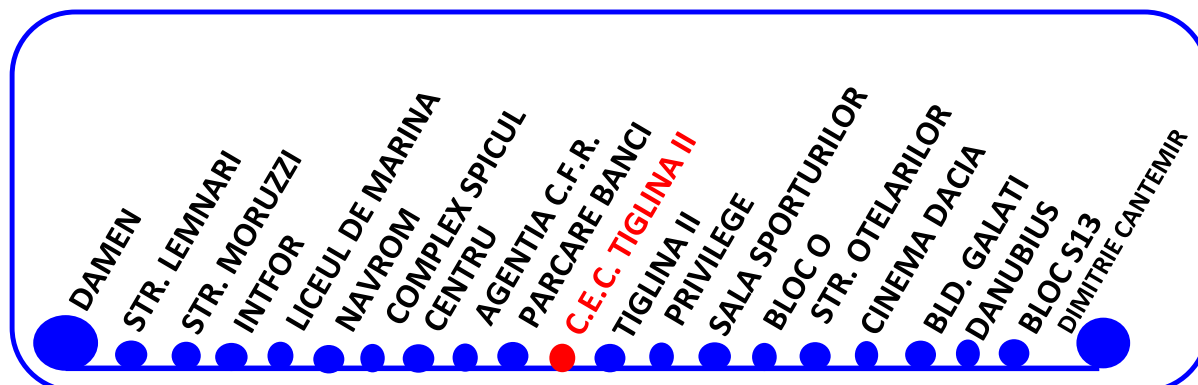 DAMEN
STR. LEMNARI
STR. MORUZZI
INTFOR
LICEUL DE MARINA
NAVROM
COMPLEX SPICUL
CENTRU
AGENTIA C.F.R.
PARCARE BANCI
C.E.C. TIGLINA II
TIGLINA II
PRIVILEGE
SALA SPORTURILOR
BLOC O
STR. OTELARILOR
CINEMA DACIA
BLD. GALATI
DANUBIUS
BLOC S13
DIMITRIE CANTEMIR